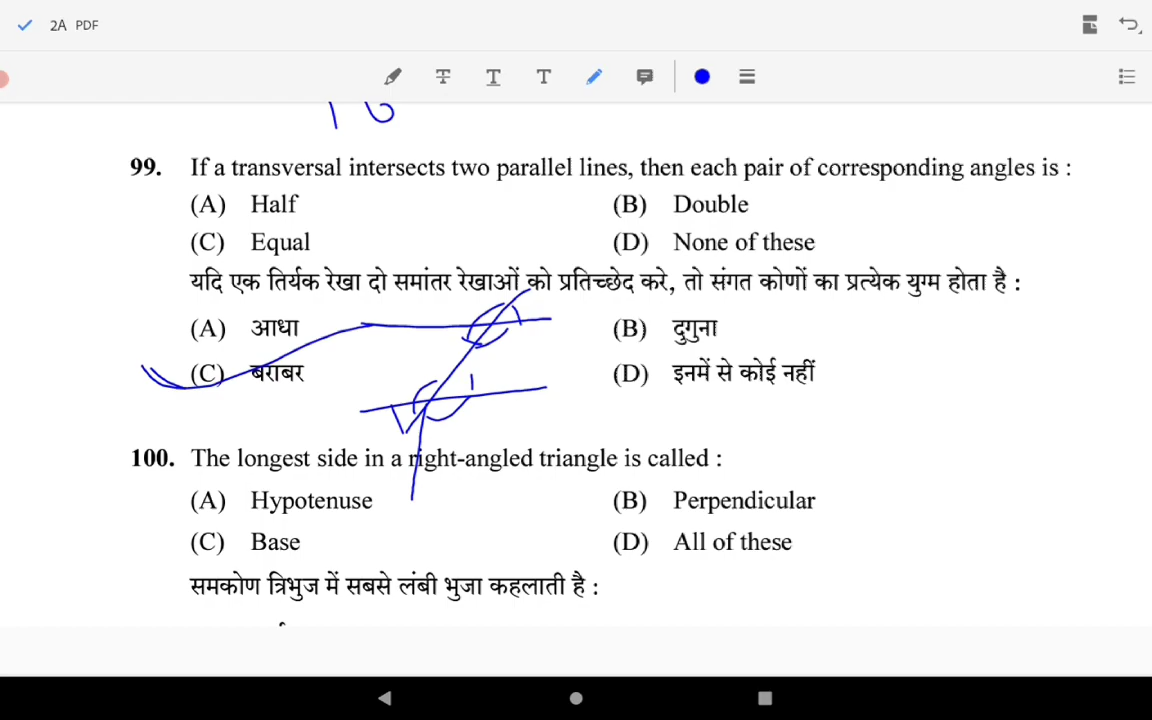 2A PDF
99. If a transversal intersects two parallel lines, then each pair of corresponding angles is :
(A) Half (B) Double
(C) Equal (D) None of these
यदि एक तिर्यक रेखा दो समांतर रेखाओं को प्रतिच्छेद करे, तो संगत कोणों का प्रत्येक युग्म होता है :
(A) आधा (B) दुगुना
(C) बराबर (D) इनमें से कोई नहीं
100. The longest side in a right-angled triangle is called :
(A) Hypotenuse (B) Perpendicular
(C) Base (D) All of these
समकोण त्रिभुज में सबसे लंबी भुजा कहलाती है :